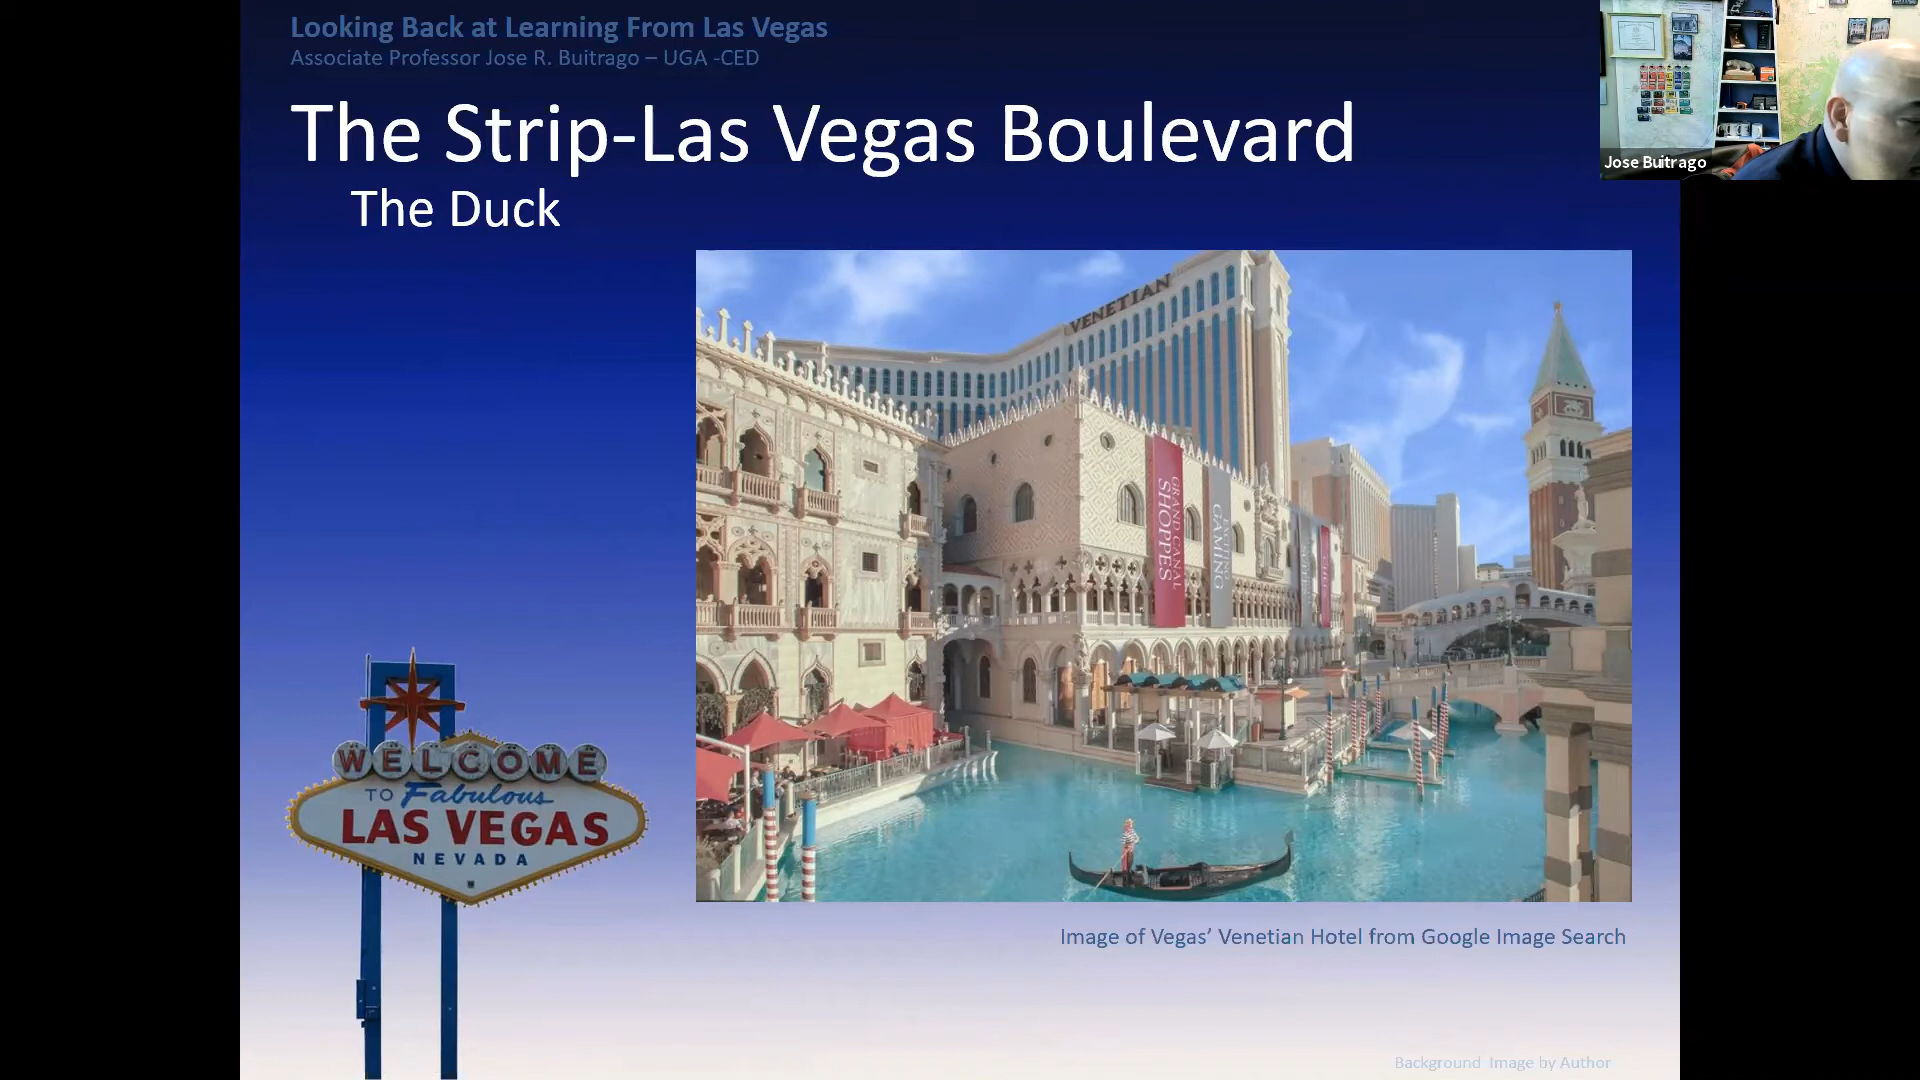 Looking Back at Learning From Las Vegas
Associate Professor Jose R. Buitrago – UGA -CED
The Strip-Las Vegas Boulevard
The Duck
Jose Buitrago
VENETIAN
GRAND CANAL
SHOPPES
EXCITING
GAMING
WELCOME
TO Fabulous
LAS VEGAS
NEVADA
Image of Vegas’ Venetian Hotel from Google Image Search
Background Image by Author